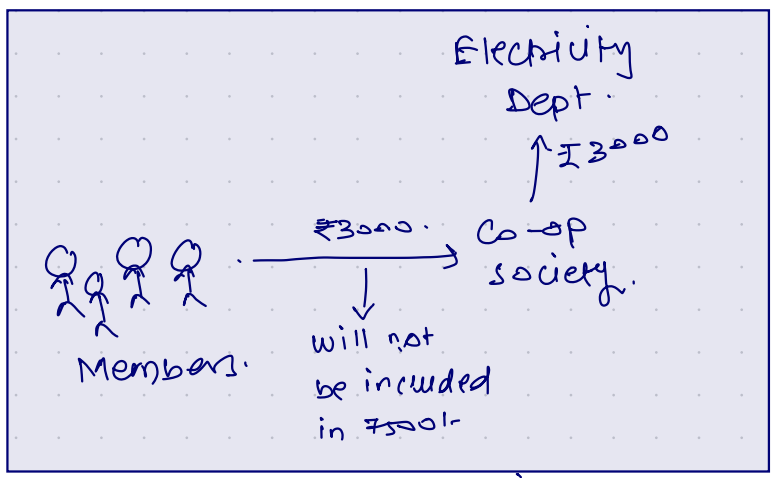 Electricity
Dept.
₹3000
₹3000.
Co-op
society.
Members.
will not
be included
in 7500/-